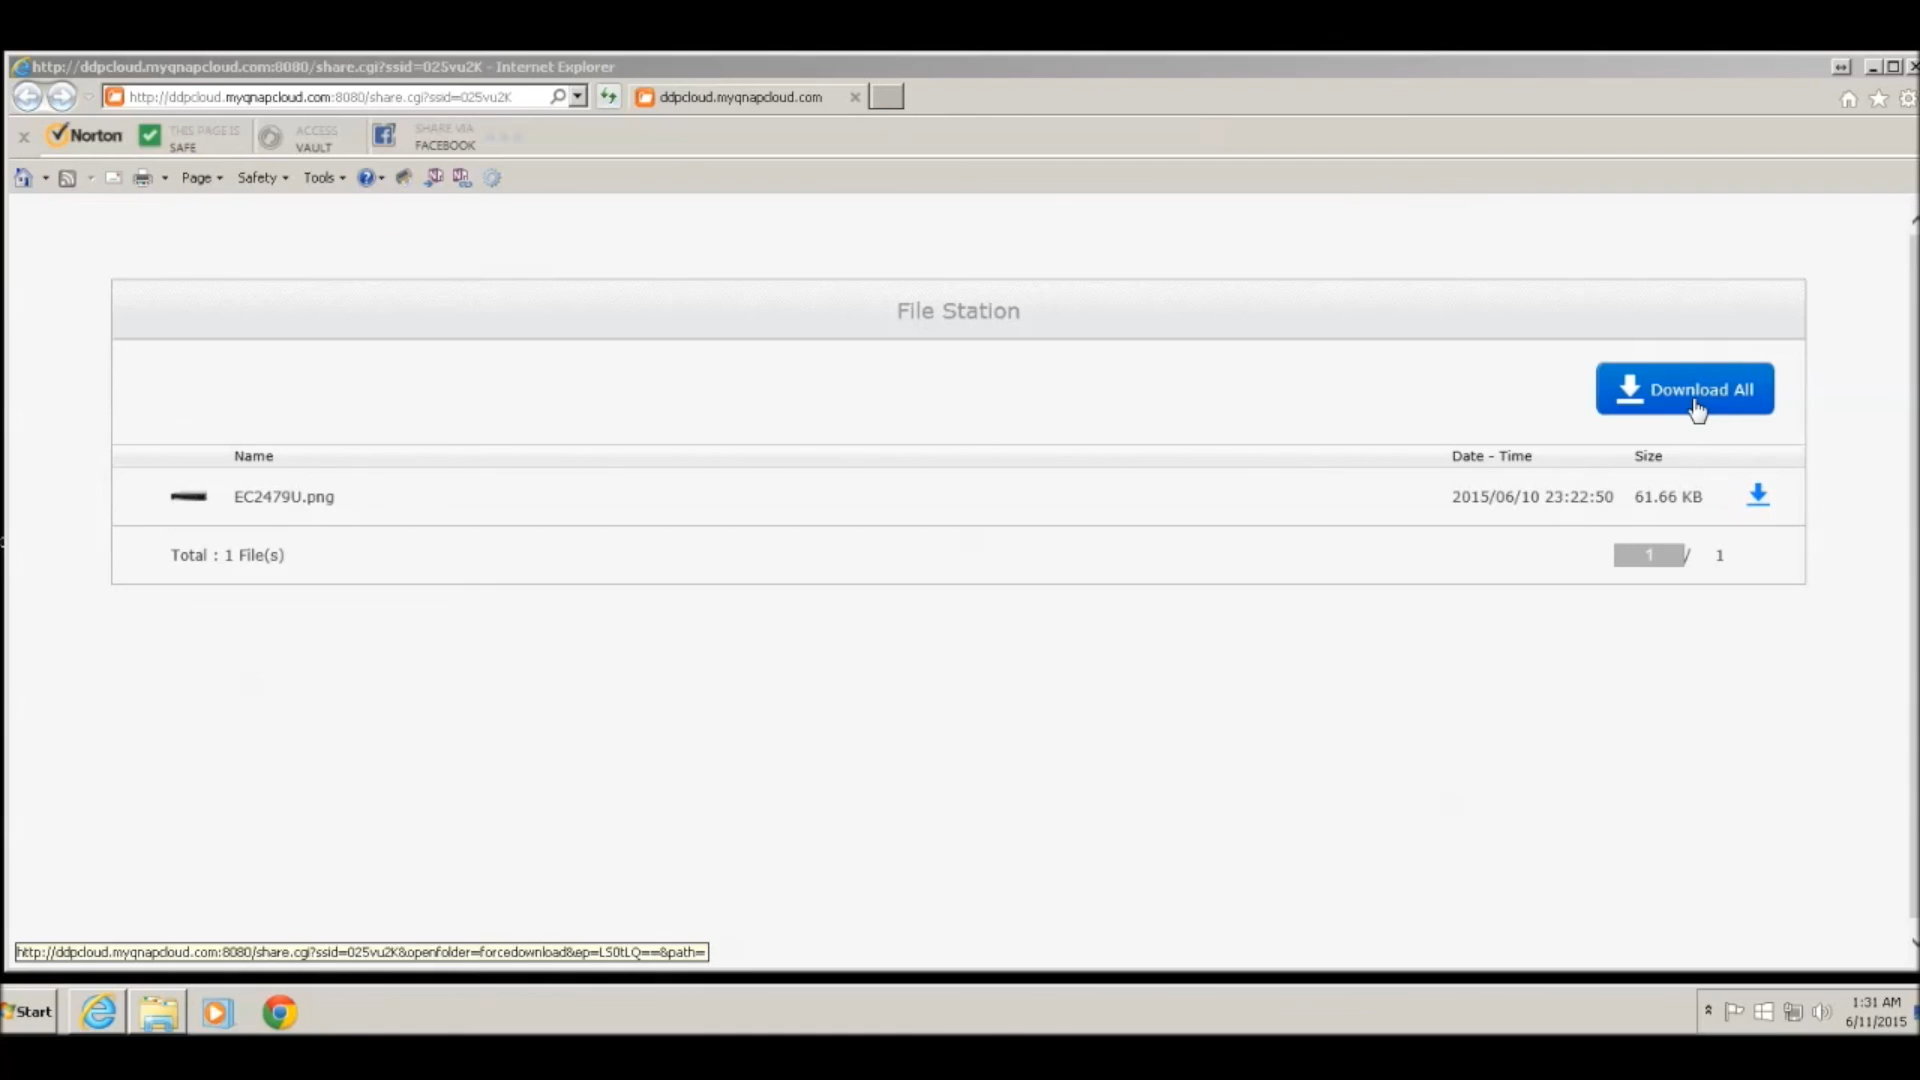 http://ddpcloud.myqnapcloud.com:8080/share.cgi?ssid=025vu2K - Internet Explorer
http://ddpcloud.myqnapcloud.com:8080/share.cgi?ssid=025vu2K
ddpcloud.myqnapcloud.com
Norton
THIS PAGE IS
SAFE
ACCESS
VAULT
SHARE VIA
FACEBOOK
Page
Safety
Tools
File Station
Download All
Name
Date - Time
Size
EC2479U.png
2015/06/10 23:22:50
61.66 KB
Total : 1 File(s)
1 / 1
http://ddpcloud.myqnapcloud.com:8080/share.cgi?ssid=025vu2K&openfolder=forcedownload&ep=LS0tLQ==&path=
Start
1:31 AM
6/11/2015